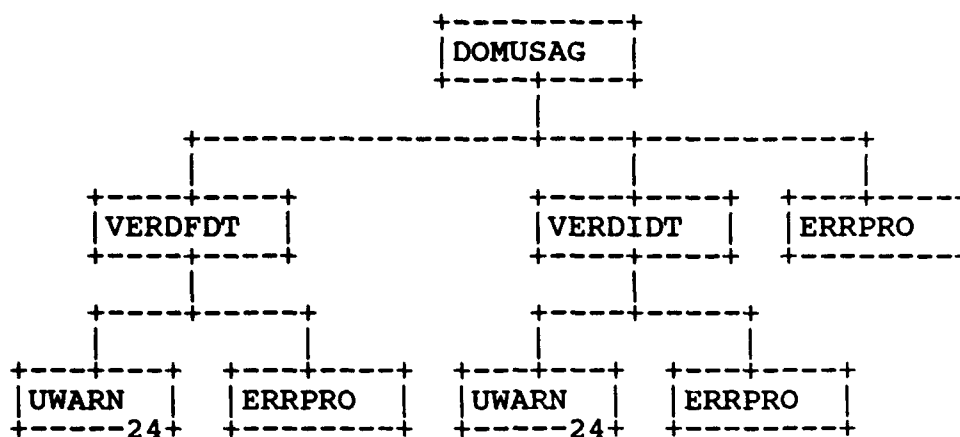 DOMUSAG
VERDFDT VERDIDT ERRPRO
UWARN ERRPRO UWARN ERRPRO
24 24